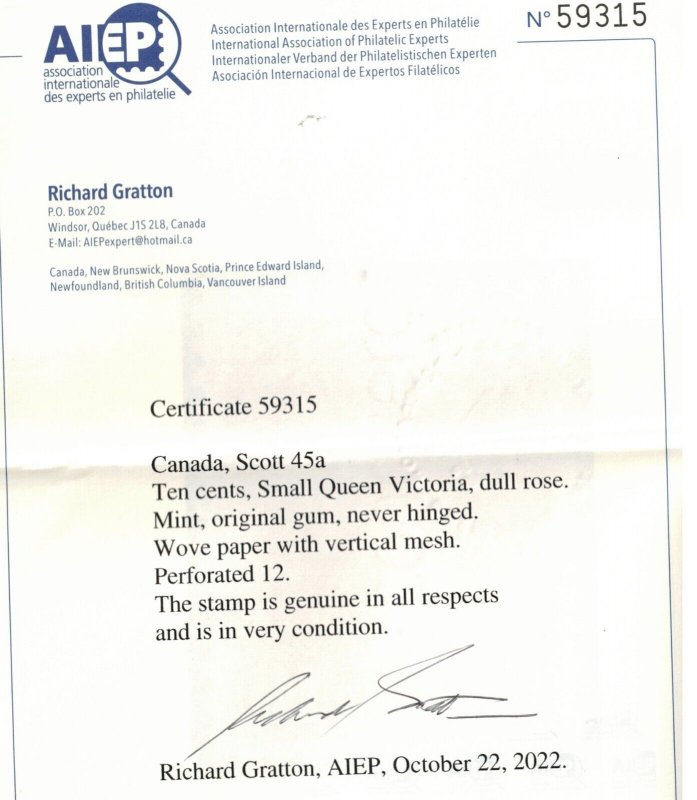 AIEP
association
internationale
des experts en philatelie
Association Internationale des Experts en Philatélie
International Association of Philatelic Experts
Internationaler Verband der Philatelistischen Experten
Asociación Internacional de Expertos Filatélicos
N° 59315
Richard Gratton
P.O. Box 202
Windsor, Québec J1S 2L8, Canada
E-Mail: AIEPexpert@hotmail.ca
Canada, New Brunswick, Nova Scotia, Prince Edward Island,
Newfoundland, British Columbia, Vancouver Island
Certificate 59315
Canada, Scott 45a
Ten cents, Small Queen Victoria, dull rose.
Mint, original gum, never hinged.
Wove paper with vertical mesh.
Perforated 12.
The stamp is genuine in all respects
and is in very condition.
Richard Gratton
Richard Gratton, AIEP, October 22, 2022.